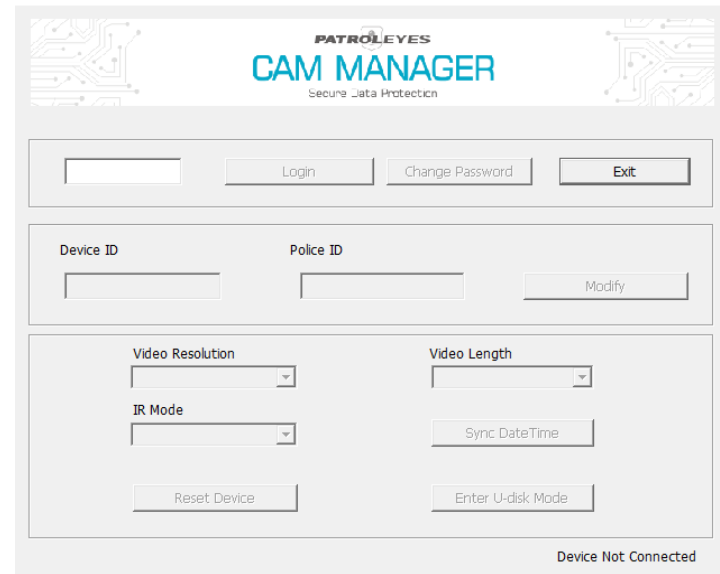 PATROLEYES
CAM MANAGER
Secure Data Protection
Login Change Password Exit
Device ID Police ID
Modify
Video Resolution Video Length
IR Mode
Sync DateTime
Reset Device Enter U-disk Mode
Device Not Connected